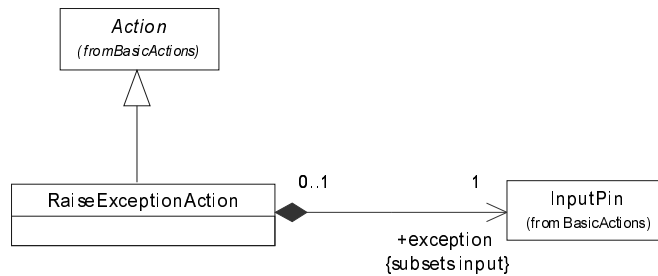 Action
(fromBasicActions)
RaiseExceptionAction
0..1
1
InputPin
(from BasicActions)
+exception
{subsets input}